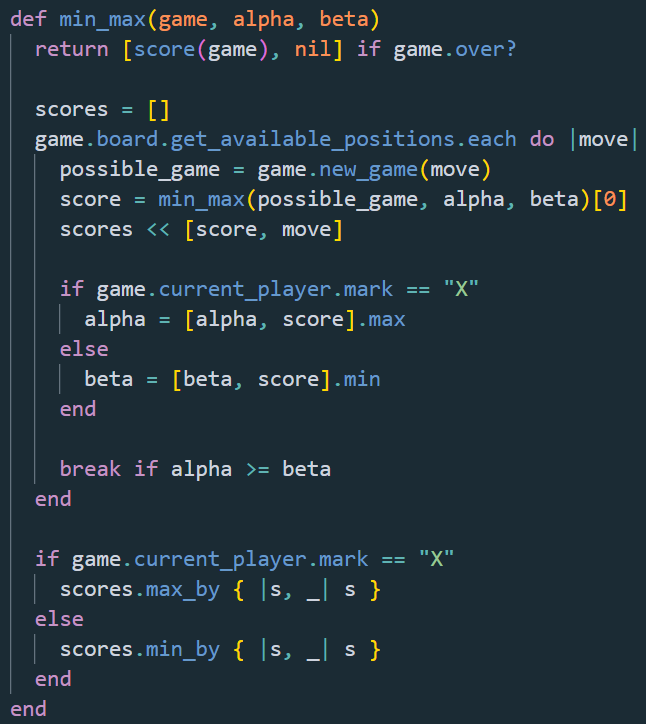 def min_max(game, alpha, beta)
  return [score(game), nil] if game.over?

  scores = []
  game.board.get_available_positions.each do |move|
    possible_game = game.new_game(move)
    score = min_max(possible_game, alpha, beta)[0]
    scores << [score, move]

    if game.current_player.mark == "X"
      alpha = [alpha, score].max
    else
      beta = [beta, score].min
    end

    break if alpha >= beta
  end

  if game.current_player.mark == "X"
    scores.max_by { |s, _| s }
  else
    scores.min_by { |s, _| s }
  end
end